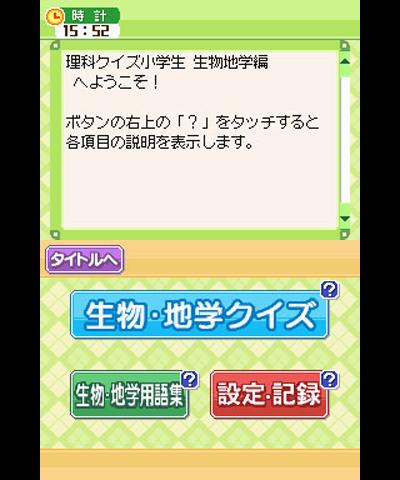 時計
15:52
理科クイズ小学生 生物地学編
へようこそ！
ボタンの右上の「？」をタッチすると
各項目の説明を表示します。
タイトルへ
?
生物・地学クイズ
?
?
生物・地学用語集
設定・記録